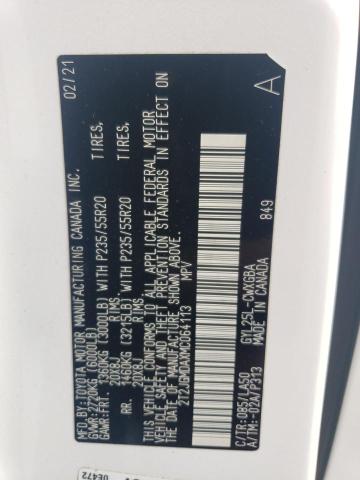 MFD. BY: TOYOTA MOTOR MANUFACTURING CANADA INC. 02/21
GVWR: 2720KG (6000LB)
GAWR: FRT. 1360KG (3000LB) WITH P235/55R20 TIRES,
20X8J RIMS,
RR. 1460KG (3215LB) WITH P235/55R20 TIRES,
20X8J RIMS,
THIS VEHICLE CONFORMS TO ALL APPLICABLE FEDERAL MOTOR
VEHICLE SAFETY AND THEFT PREVENTION STANDARDS IN EFFECT ON
THE DATE OF MANUFACTURE SHOWN ABOVE.
MPV
A
849
C/TR: 085/LA50 GYL25L-CWXGBA
A/TM: -02A/P313 MADE IN CANADA
0E472